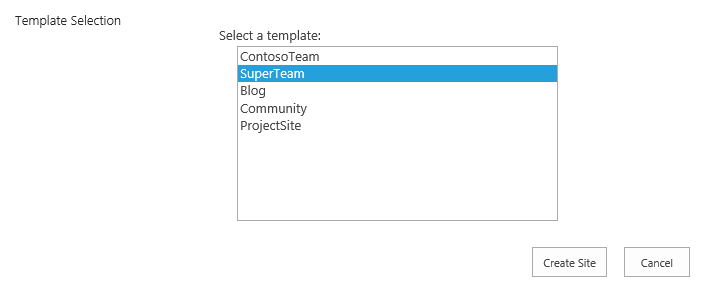 Template Selection
Select a template:
ContosoTeam
SuperTeam
Blog
Community
ProjectSite
Create Site
Cancel